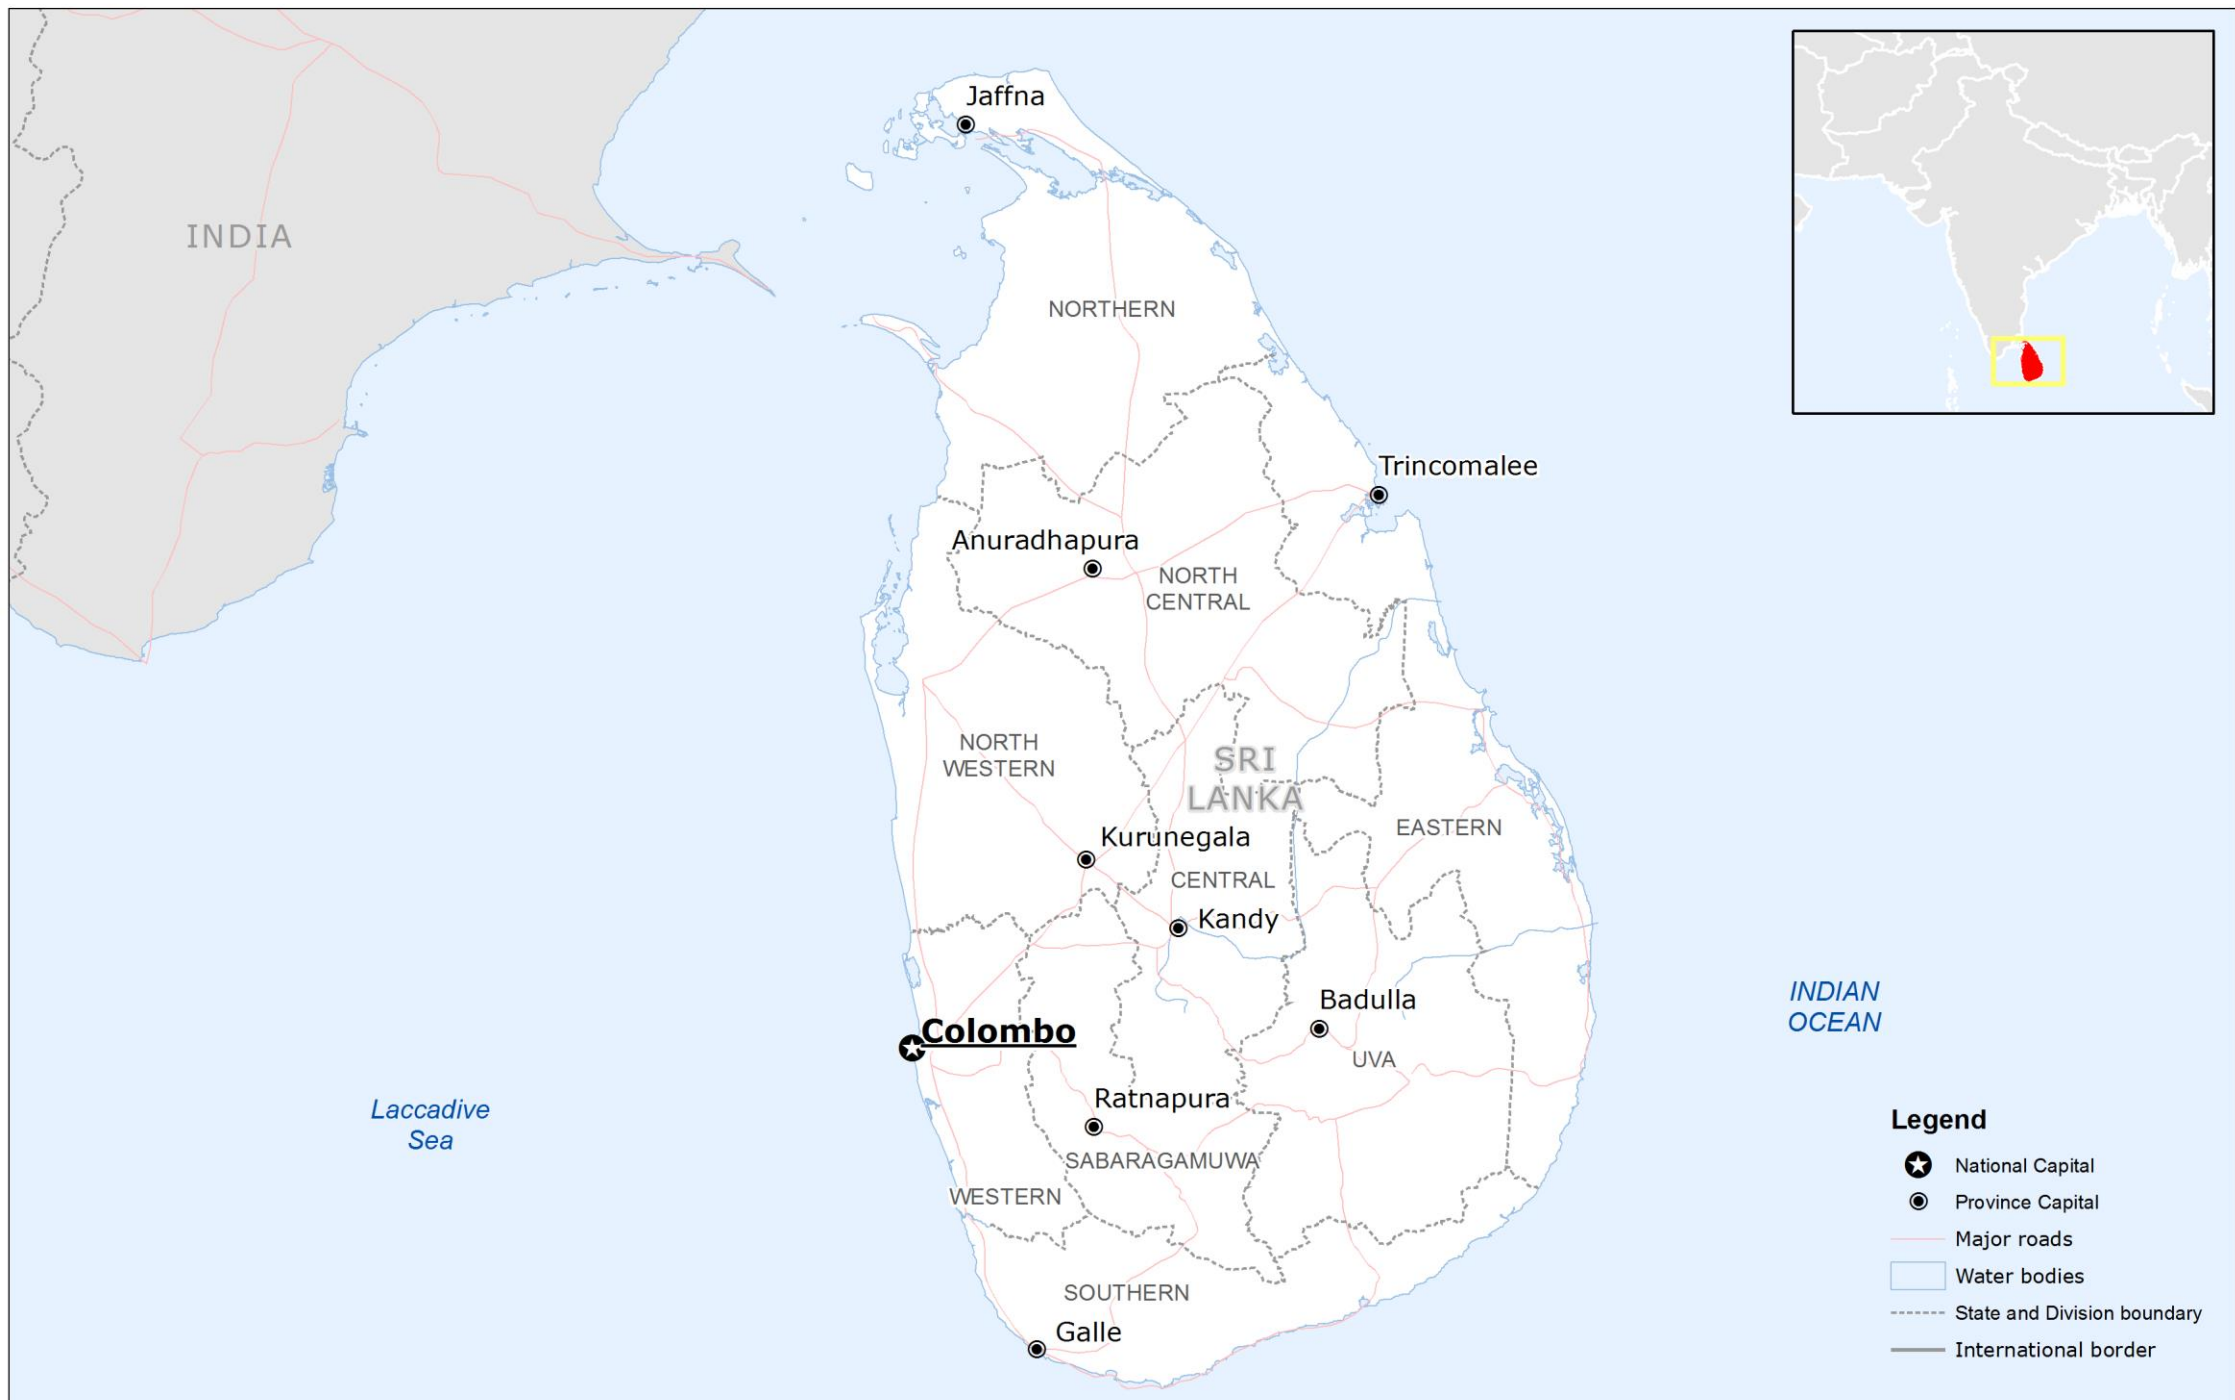 Jaffna
INDIA
NORTHERN
Trincomalee
Anuradhapura
NORTH
CENTRAL
NORTH
WESTERN
SRI
LANKA
EASTERN
Kurunegala
CENTRAL
Kandy
INDIAN
OCEAN
Badulla
Colombo
UVA
Laccadive
Sea
Ratnapura
SABARAGAMUWA
WESTERN
SOUTHERN
Galle
Legend
National Capital
Province Capital
Major roads
Water bodies
State and Division boundary
International border